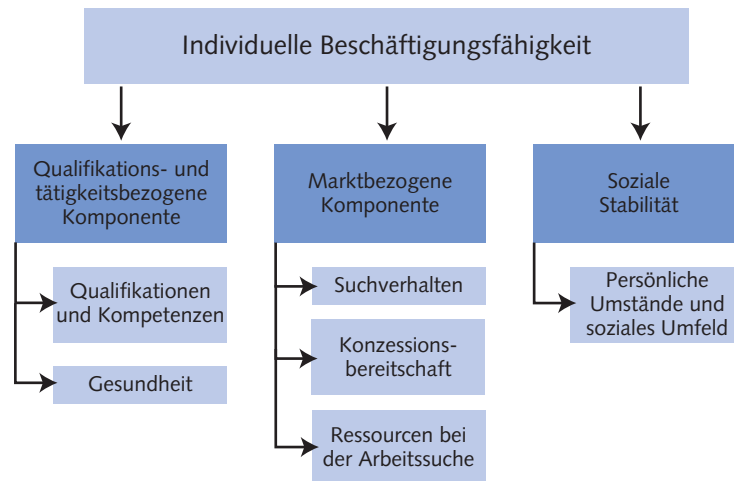 Individuelle Beschäftigungsfähigkeit
Qualifikations- und
tätigkeitsbezogene
Komponente
Qualifikationen
und Kompetenzen
Gesundheit
Marktbezogene
Komponente
Suchverhalten
Konzessions-
bereitschaft
Ressourcen bei
der Arbeitssuche
Soziale
Stabilität
Persönliche
Umstände und
soziales Umfeld